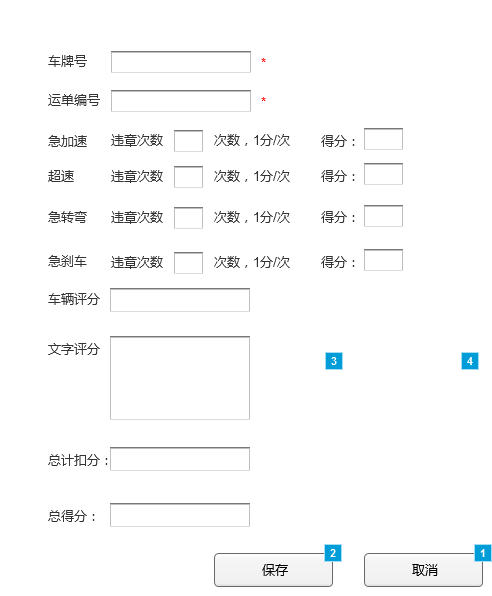 车牌号 *
运单编号 *
急加速 违章次数 次数，1分/次 得分：
超速 违章次数 次数，1分/次 得分：
急转弯 违章次数 次数，1分/次 得分：
急刹车 违章次数 次数，1分/次 得分：
车辆评分
文字评分
3 4
总计扣分：
总得分：
2 1
保存 取消